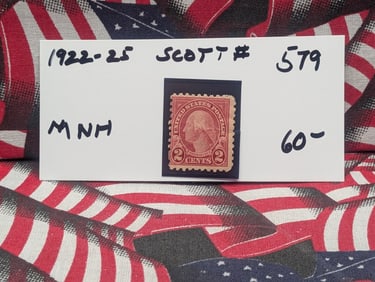 1922-25 SCOTT # 579
MNH 60-
UNITED STATES POSTAGE
2 CENTS 2